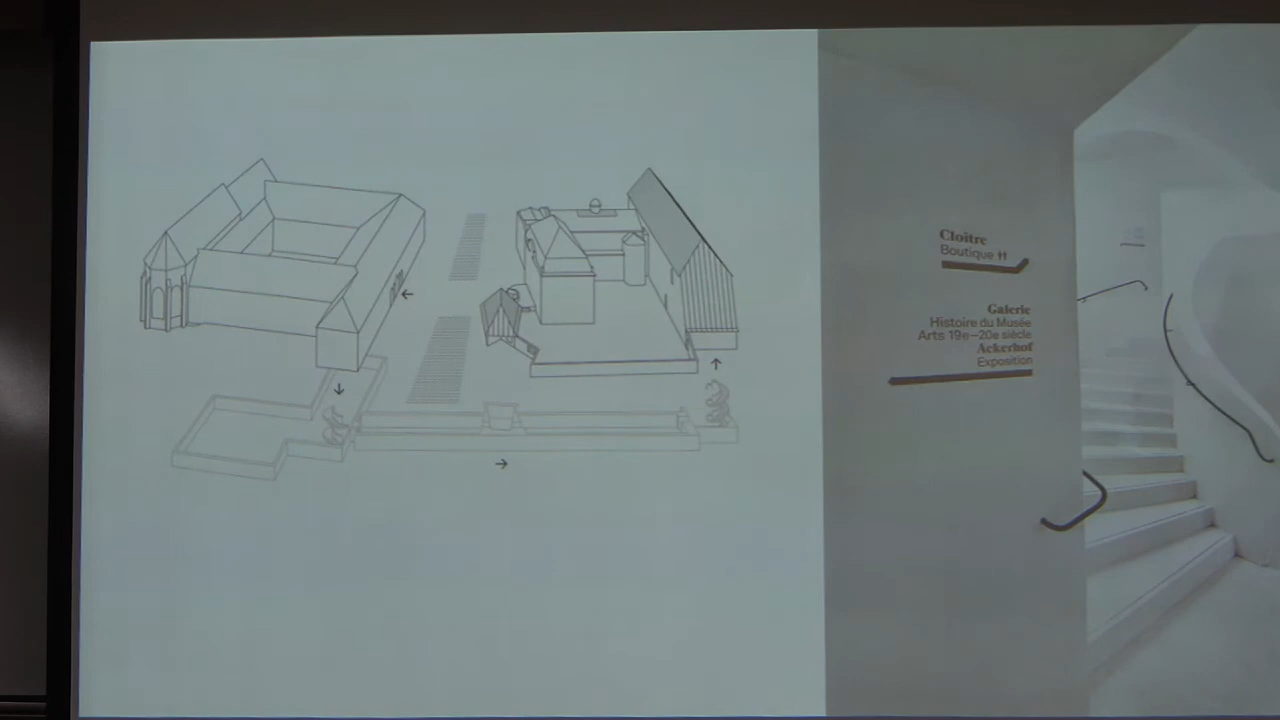 Cloître
Boutique
Galerie
Histoire du Musée
Arts 19e—20e siècle
Ackerhof
Exposition